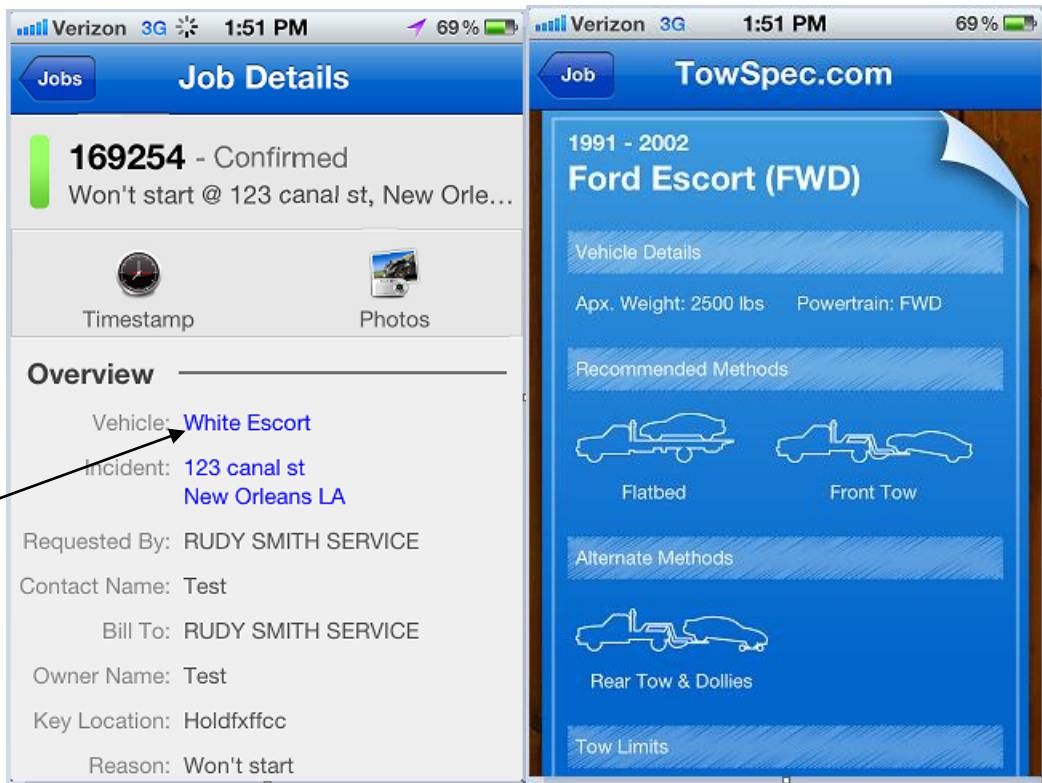 Verizon 3G 1:51 PM 69%
Jobs Job Details
169254 - Confirmed
Won't start @ 123 canal st, New Orle...
Timestamp Photos
Overview
Vehicle: White Escort
Incident: 123 canal st
New Orleans LA
Requested By: RUDY SMITH SERVICE
Contact Name: Test
Bill To: RUDY SMITH SERVICE
Owner Name: Test
Key Location: Holdfxffcc
Reason: Won't start
Verizon 3G 1:51 PM 69%
Job TowSpec.com
1991 - 2002
Ford Escort (FWD)
Vehicle Details
Apx. Weight: 2500 lbs Powertrain: FWD
Recommended Methods
Flatbed Front Tow
Alternate Methods
Rear Tow & Dollies
Tow Limits